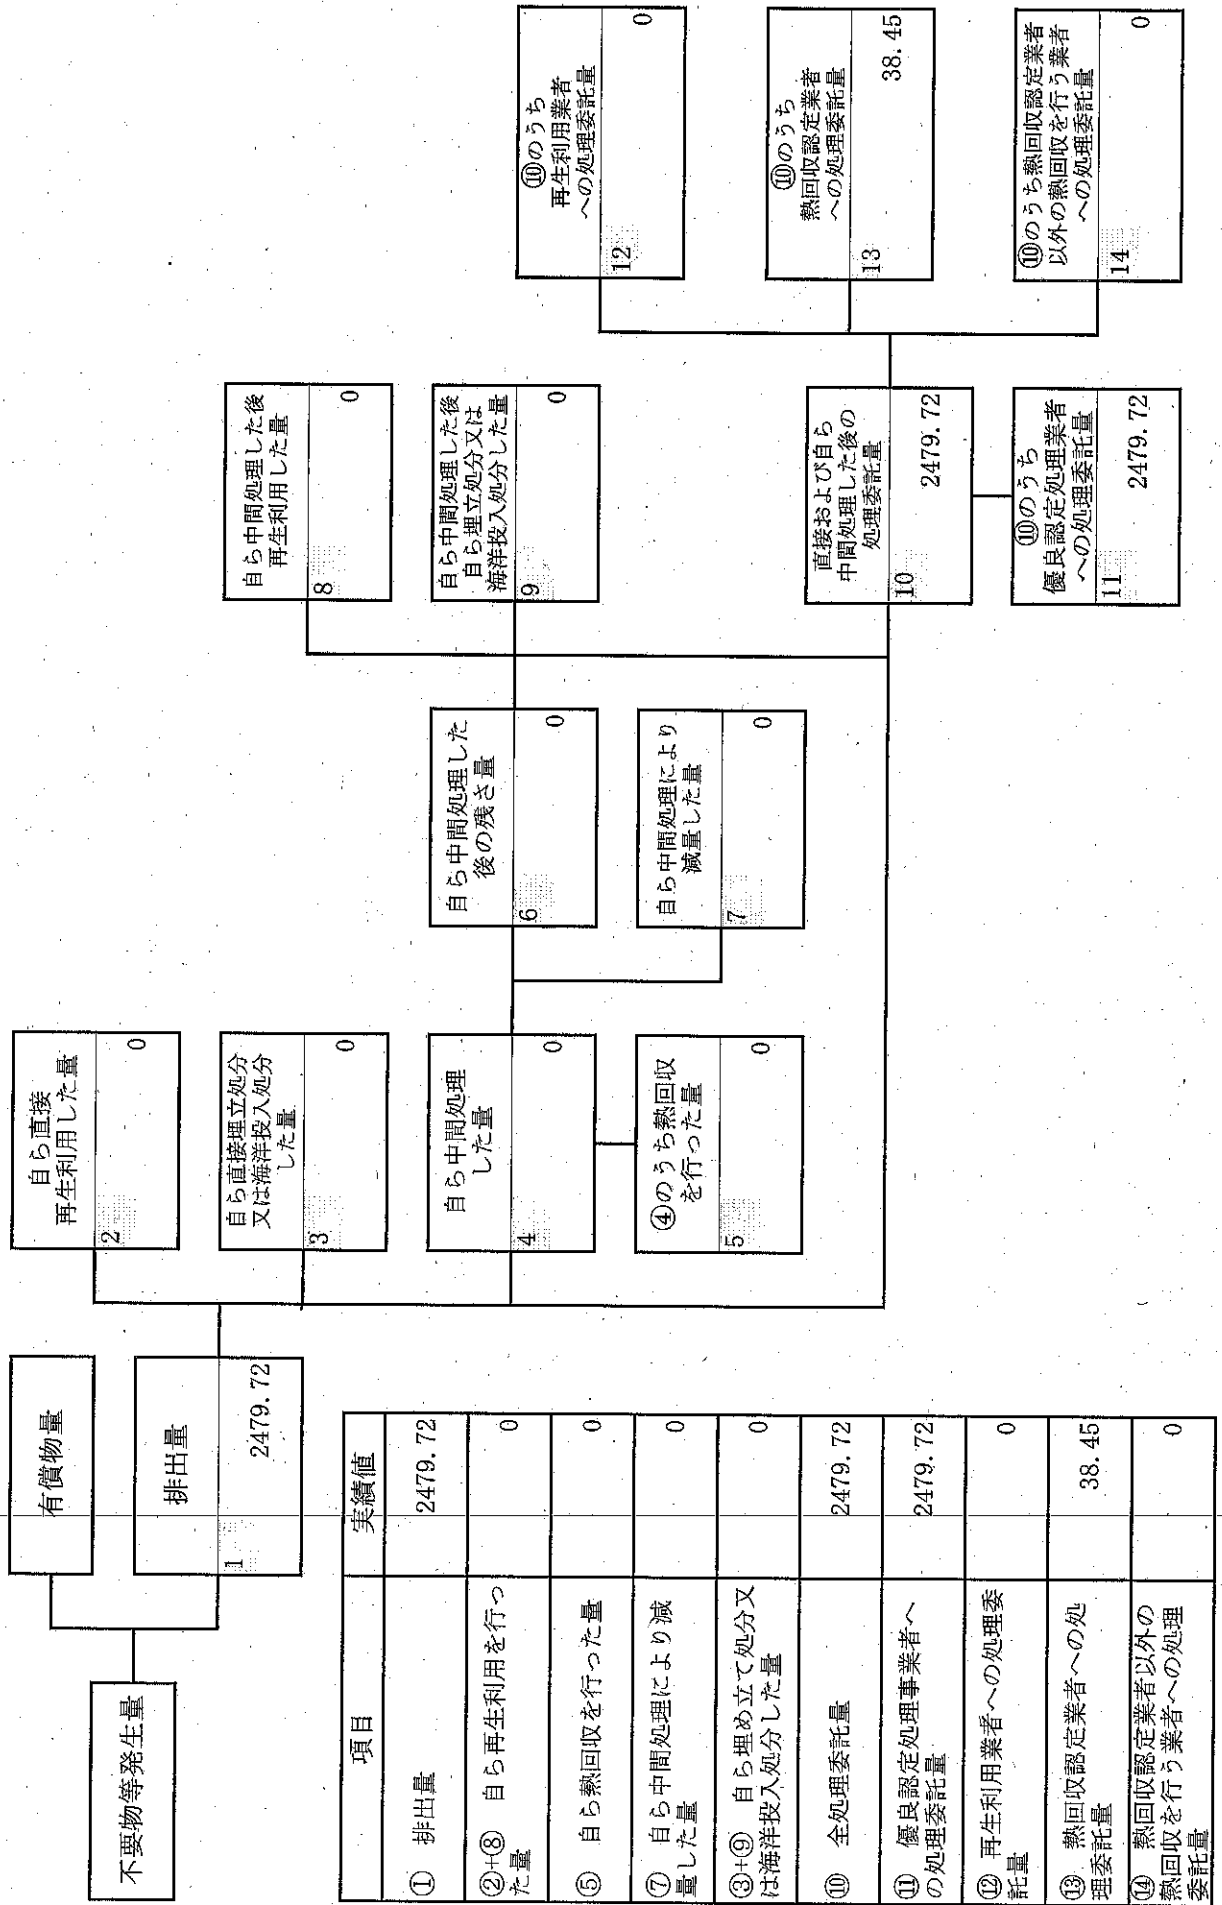 不要物等発生量
有償物量
排出量
1
2479.72
自ら直接
再生利用した量
2
0
自ら直接埋立処分
又は海洋投入処分
した量
3
0
自ら中間処理
した量
4
0
④のうち熱回収
を行った量
5
0
自ら中間処理した
後の残さ量
6
0
自ら中間処理により
減量した量
7
0
自ら中間処理した後
再生利用した量
8
0
自ら中間処理した後
自ら埋立処分又は
海洋投入処分した量
9
0
直接および自ら
中間処理した後の
処理委託量
10
2479.72
⑩のうち
優良認定処理業者
への処理委託量
11
2479.72
⑩のうち
再生利用業者
への処理委託量
12
0
⑩のうち
熱回収認定業者
への処理委託量
13
38.45
⑩のうち熱回収認定業者
以外の熱回収を行う業者
への処理委託量
14
0
項目 実績値
① 排出量 2479.72
②+⑧ 自ら再生利用を行っ
た量 0
⑤ 自ら熱回収を行った量 0
⑦ 自ら中間処理により減
量した量 0
③+⑨ 自ら埋め立て処分又
は海洋投入処分した量 0
⑩ 全処理委託量 2479.72
⑪ 優良認定処理事業者へ
の処理委託量 2479.72
⑫ 再生利用業者への処理委
託量 0
⑬ 熱回収認定業者への処
理委託量 38.45
⑭ 熱回収認定業者以外の
熱回収を行う業者への処理
委託量 0